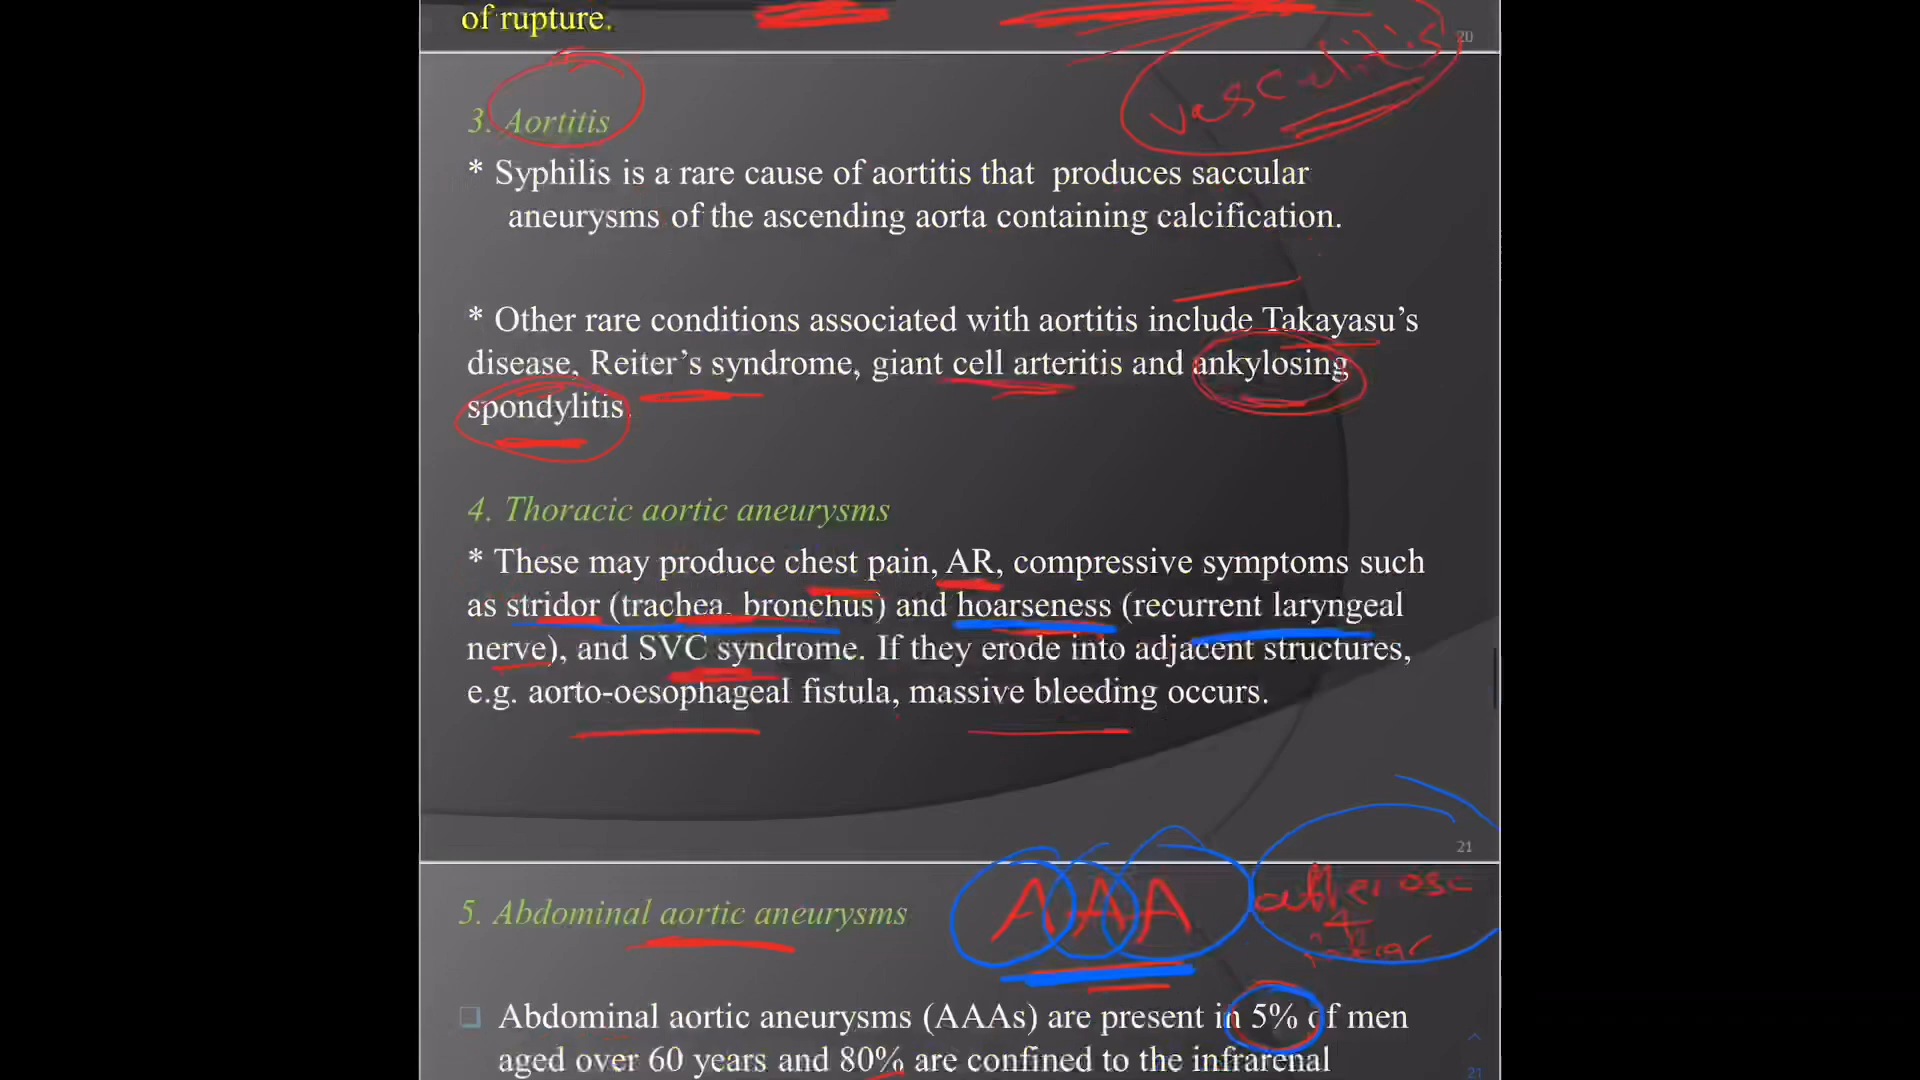 of rupture.
20
vasculitis
3. Aortitis
* Syphilis is a rare cause of aortitis that produces saccular
aneurysms of the ascending aorta containing calcification.
* Other rare conditions associated with aortitis include Takayasu’s
disease, Reiter’s syndrome, giant cell arteritis and ankylosing
spondylitis.
4. Thoracic aortic aneurysms
* These may produce chest pain, AR, compressive symptoms such
as stridor (trachea, bronchus) and hoarseness (recurrent laryngeal
nerve), and SVC syndrome. If they erode into adjacent structures,
e.g. aorto-oesophageal fistula, massive bleeding occurs.
21
5. Abdominal aortic aneurysms
AAA
Abdominal aortic aneurysms (AAAs) are present in 5% of men
aged over 60 years and 80% are confined to the infrarenal
21